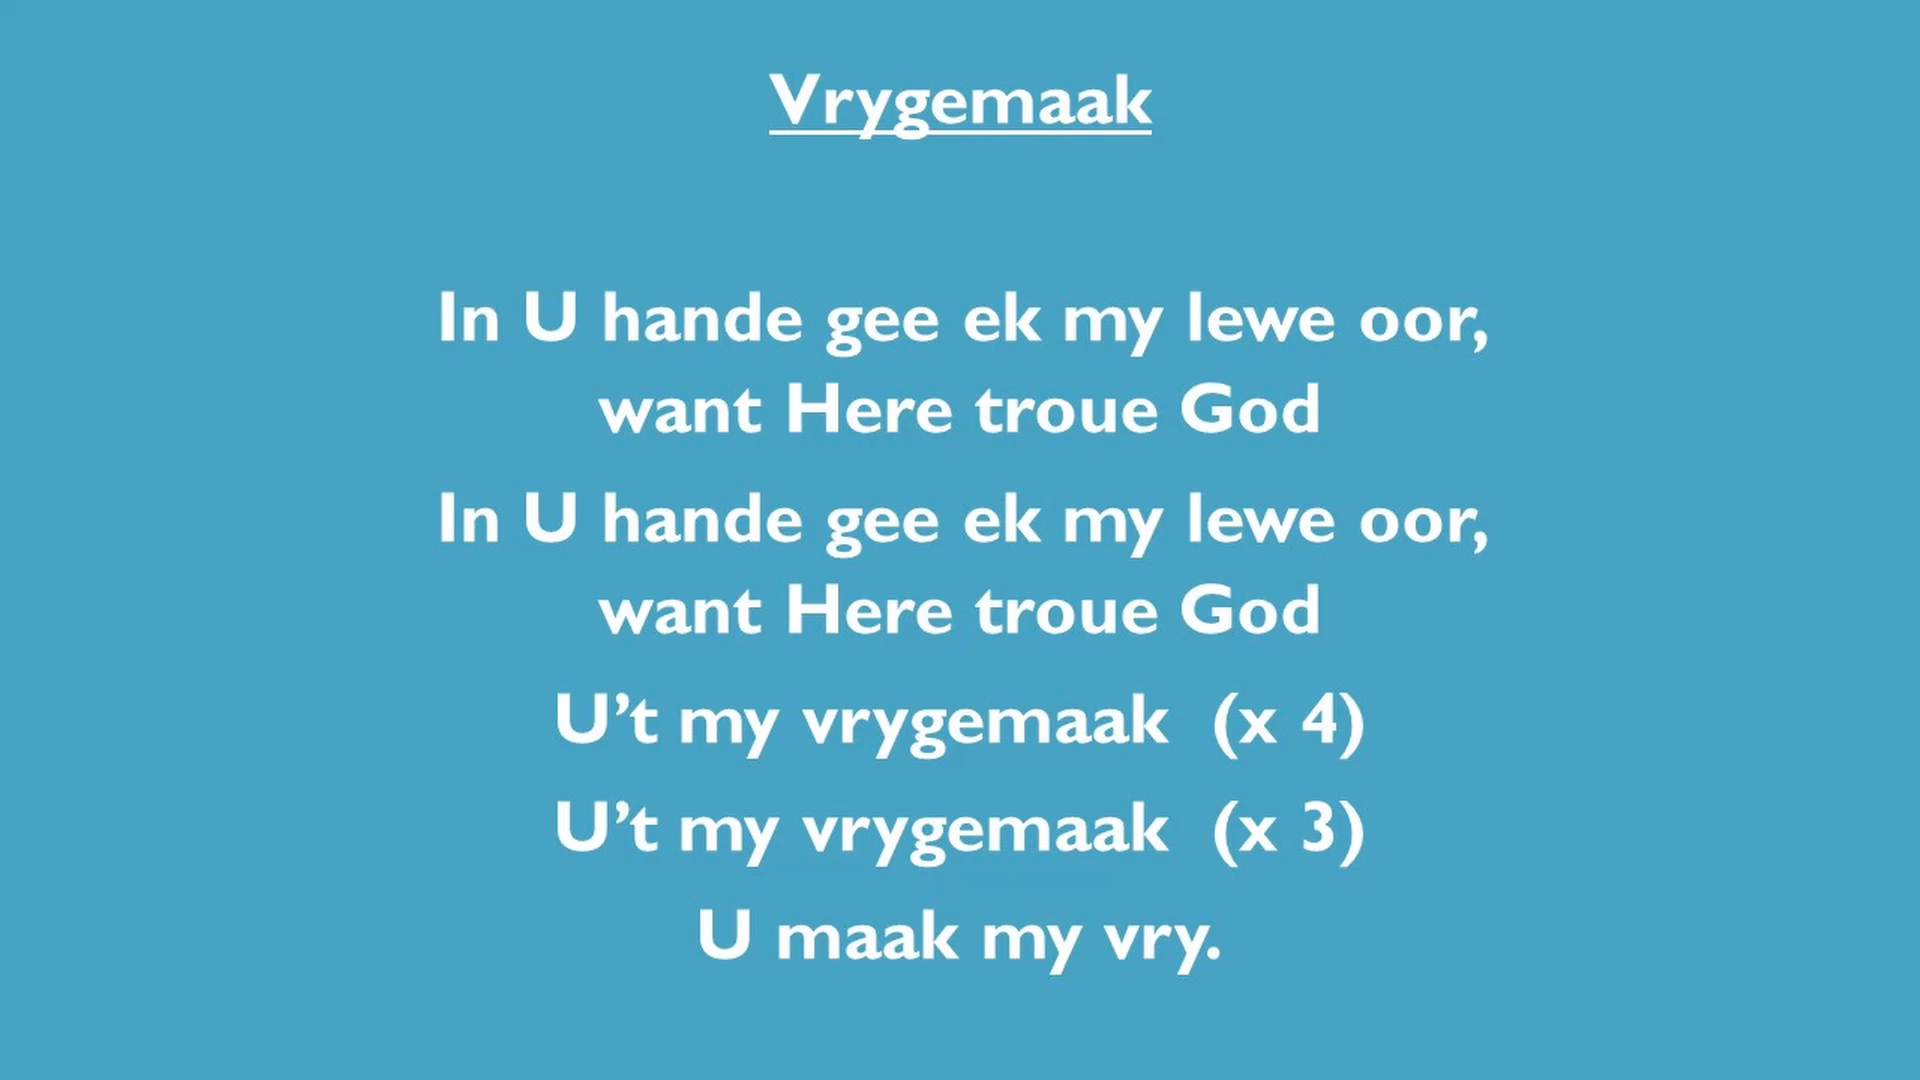 Vrygemaak
In U hande gee ek my lewe oor,
want Here troue God
In U hande gee ek my lewe oor,
want Here troue God
U’t my vrygemaak (x 4)
U’t my vrygemaak (x 3)
U maak my vry.